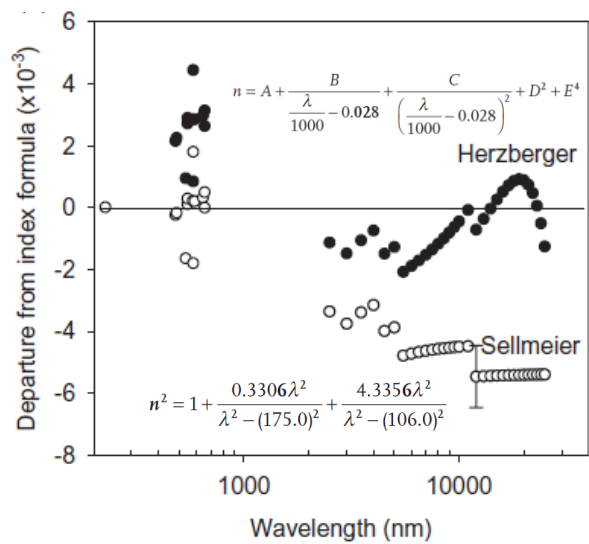 6
4
2
0
-2
-4
-6
-8
Departure from index formula (x10⁻³)
n = A + B / (λ/1000 − 0.028) + C / (λ/1000 − 0.028)² + D² + E⁴
Herzberger
Sellmeier
n² = 1 + 0.3306λ² / (λ² − (175.0)²) + 4.3356λ² / (λ² − (106.0)²)
1000 10000
Wavelength (nm)